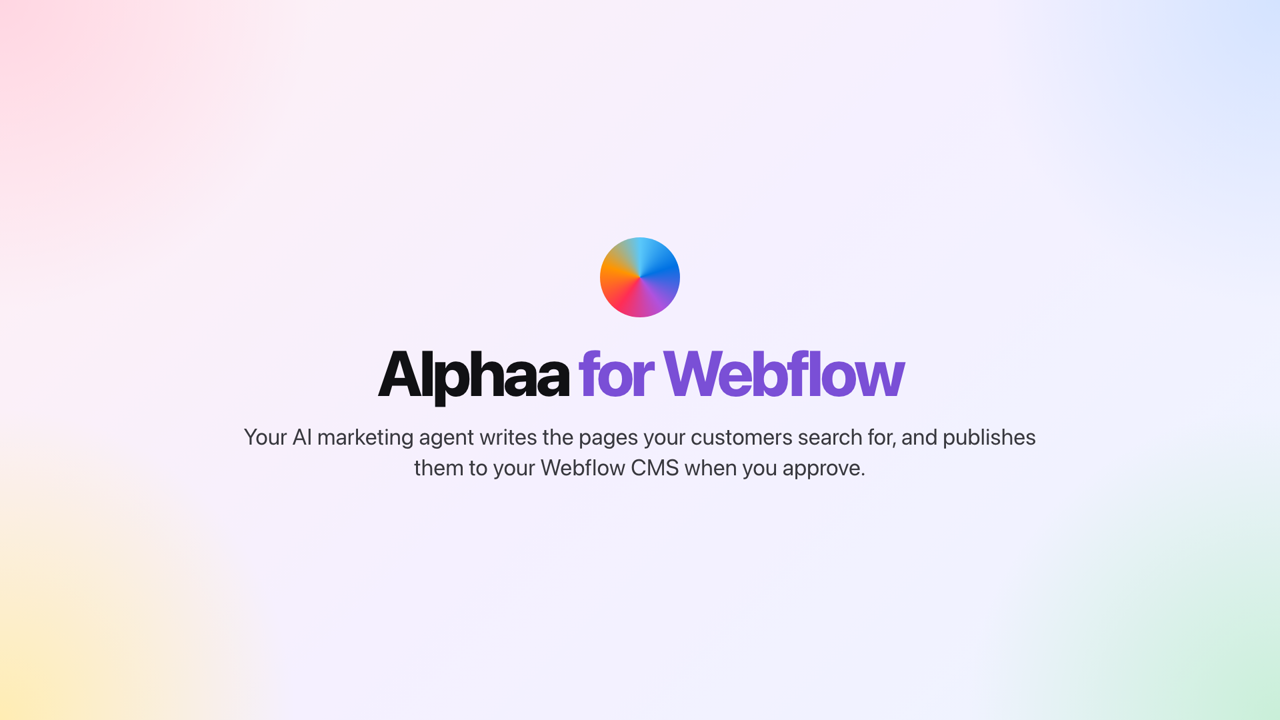 Alphaa for Webflow
Your AI marketing agent writes the pages your customers search for, and publishes
them to your Webflow CMS when you approve.